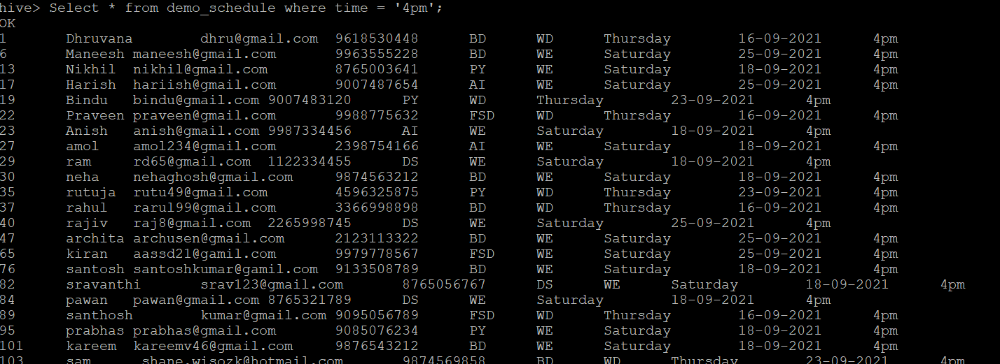 hive> Select * from demo_schedule where time = '4pm';
OK
1 Dhruvana dhru@gmail.com 9618530448 BD WD Thursday 16-09-2021 4pm
6 Maneesh maneesh@gmail.com 9963555228 BD WE Saturday 25-09-2021 4pm
13 Nikhil nikhil@gmail.com 8765003641 PY WE Saturday 18-09-2021 4pm
17 Harish hariish@gmail.com 9007487654 AI WE Saturday 25-09-2021 4pm
19 Bindu bindu@gmail.com 9007483120 PY WD Thursday 23-09-2021 4pm
22 Praveen praveen@gmail.com 9988775632 FSD WD Thursday 16-09-2021 4pm
23 Anish anish@gmail.com 9987334456 AI WE Saturday 18-09-2021 4pm
27 amol amol234@gmail.com 2398754166 AI WE Saturday 18-09-2021 4pm
29 ram rd65@gmail.com 1122334455 DS WE Saturday 18-09-2021 4pm
30 neha nehaghosh@gmail.com 9874563212 BD WE Saturday 18-09-2021 4pm
35 rutuja rutu49@gmail.com 4596325875 PY WD Thursday 23-09-2021 4pm
37 rahul rarul99@gmail.com 3366998898 BD WD Thursday 16-09-2021 4pm
40 rajiv raj8@gmail.com 2265998745 DS WE Saturday 25-09-2021 4pm
47 archita archusen@gmail.com 2123113322 BD WE Saturday 25-09-2021 4pm
65 kiran aassd21@gamil.com 9979778567 FSD WE Saturday 25-09-2021 4pm
76 santosh santoshkumar@gamil.com 9133508789 BD WE Saturday 18-09-2021 4pm
82 sravanthi srav123@gmail.com 8765056767 DS WE Saturday 18-09-2021 4pm
84 pawan pawan@gmail.com 8765321789 DS WE Saturday 18-09-2021 4pm
89 santhosh kumar@gmail.com 9095056789 FSD WD Thursday 16-09-2021 4pm
95 prabhas prabhas@gmail.com 9085076234 PY WE Saturday 18-09-2021 4pm
101 kareem kareemv46@gmail.com 9876543212 BD WE Saturday 18-09-2021 4pm
103 sam shane.wisozk@hotmail.com 9874569858 BD WD Thursday 23-09-2021 4pm